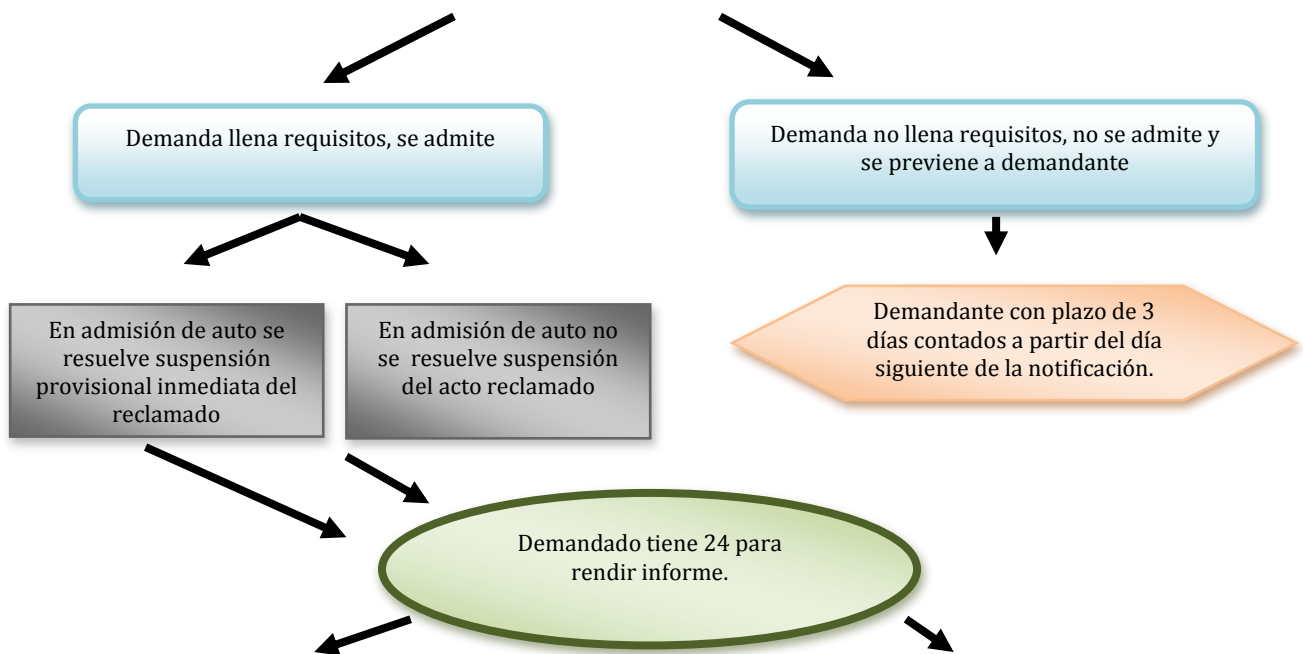 Demanda llena requisitos, se admite
Demanda no llena requisitos, no se admite y
se previene a demandante
En admisión de auto se
resuelve suspensión
provisional inmediata del
reclamado
En admisión de auto no
se resuelve suspensión
del acto reclamado
Demandante con plazo de 3
días contados a partir del día
siguiente de la notificación.
Demandado tiene 24 para
rendir informe.